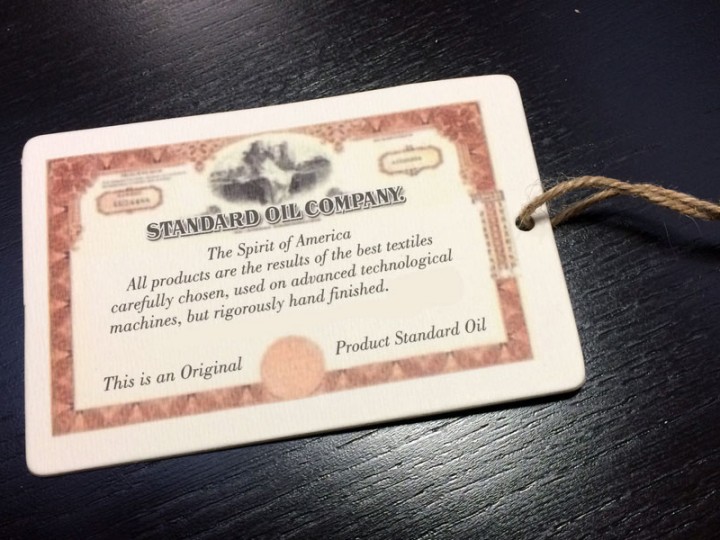 STANDARD OIL COMPANY.
The Spirit of America
All products are the results of the best textiles
carefully chosen, used on advanced technological
machines, but rigorously hand finished.
This is an Original
Product Standard Oil